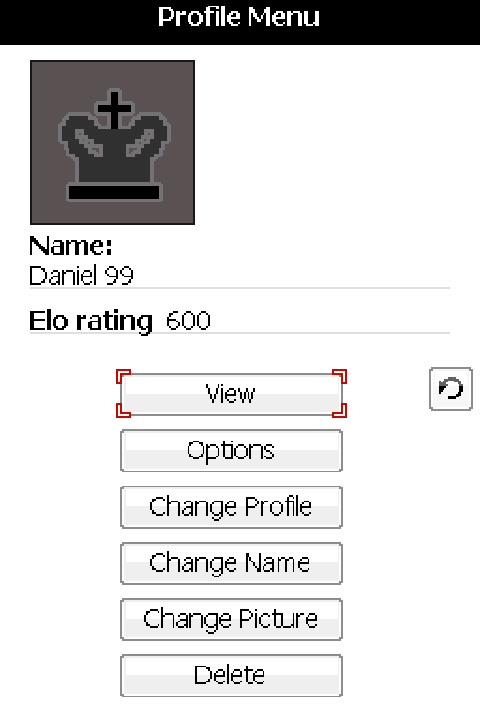 Profile Menu
Name:
Daniel 99
Elo rating 600
View
Options
Change Profile
Change Name
Change Picture
Delete